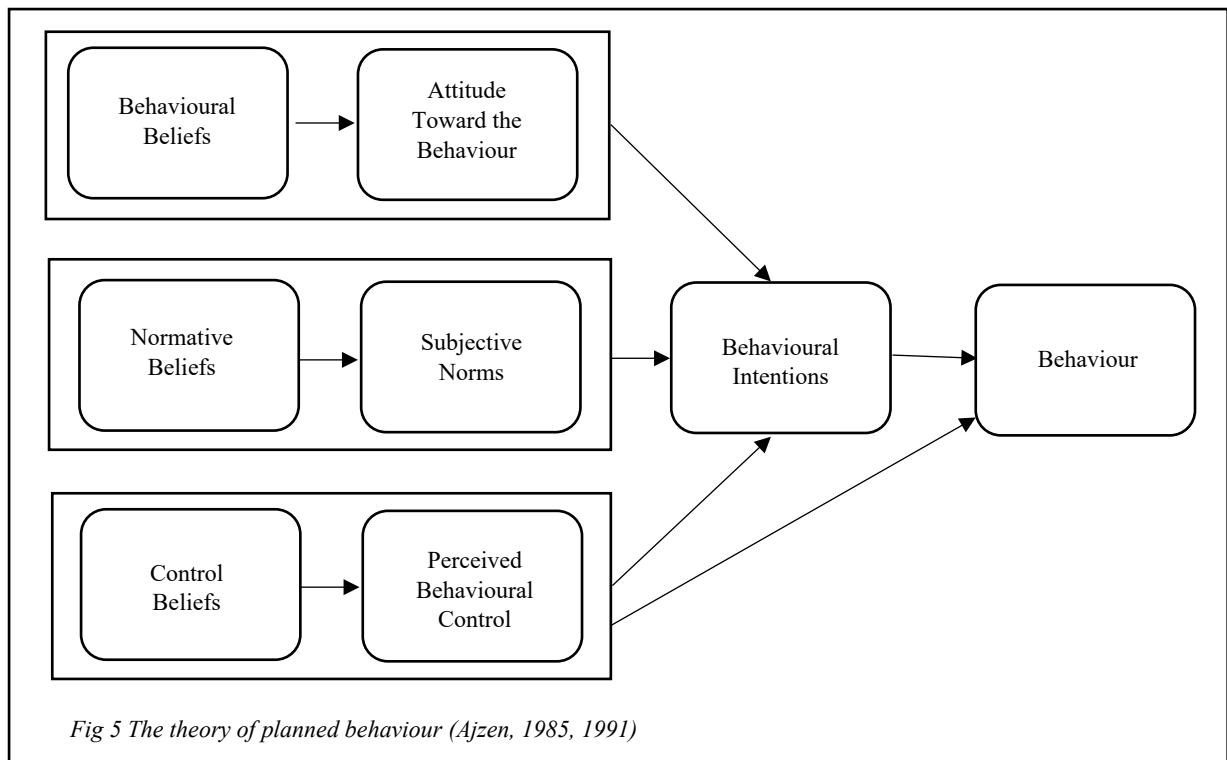 Behavioural
Beliefs
Attitude
Toward the
Behaviour
Normative
Beliefs
Subjective
Norms
Behavioural
Intentions
Behaviour
Control
Beliefs
Perceived
Behavioural
Control
Fig 5 The theory of planned behaviour (Ajzen, 1985, 1991)